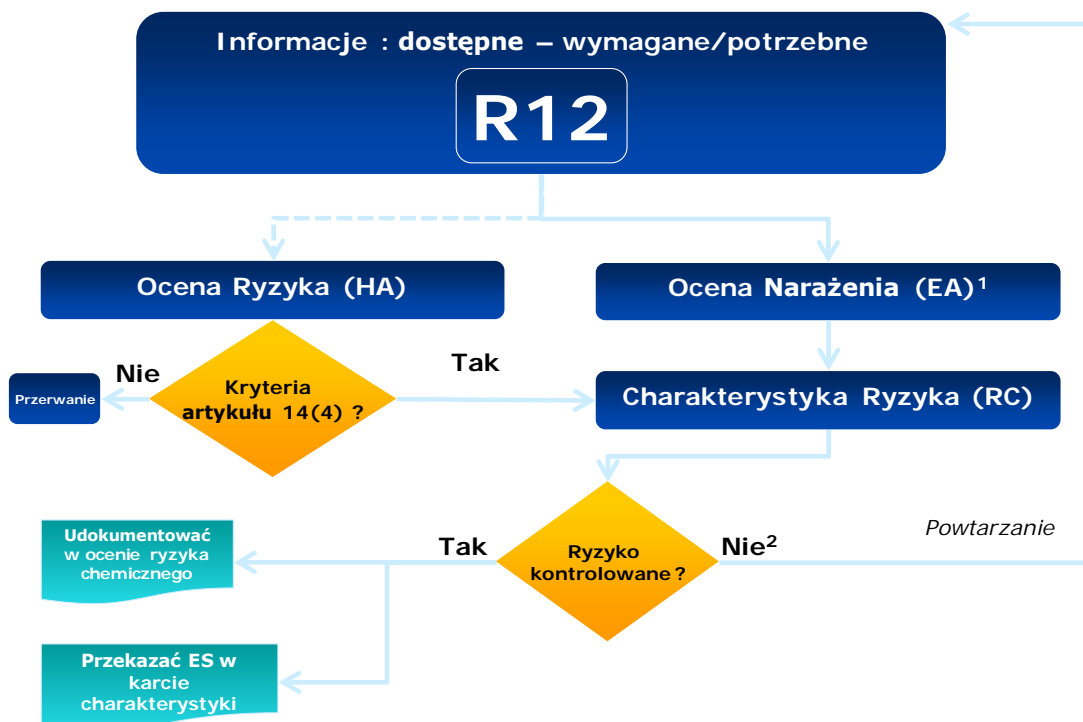 Informacje : dostępne – wymagane/potrzebne
R12
Ocena Ryzyka (HA)
Ocena Narażenia (EA)¹
Nie
Tak
Przerwanie
Kryteria
artykułu 14(4) ?
Charakterystyka Ryzyka (RC)
Udokumentować
w ocenie ryzyka
chemicznego
Tak
Ryzyko
kontrolowane ?
Nie²
Powtarzanie
Przekazać ES w
karcie
charakterystyki